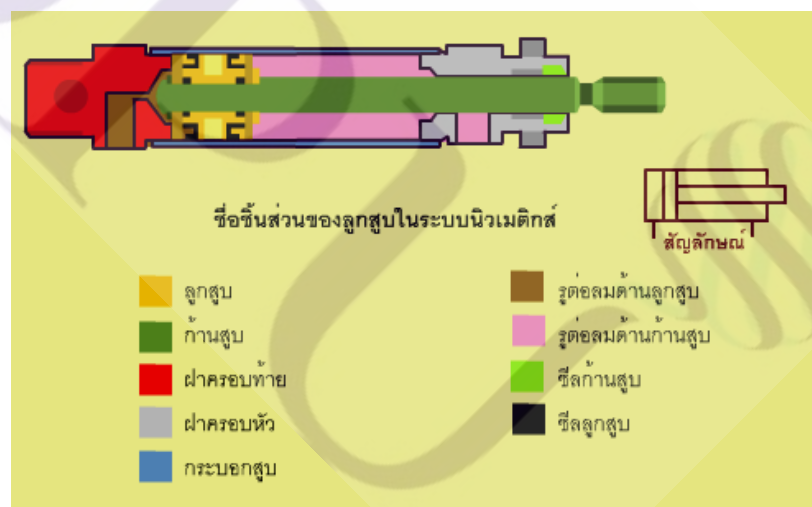 ชื่อชิ้นส่วนของลูกสูบในระบบนิวเมติกส์
สัญลักษณ์
ลูกสูบ
ก้านสูบ
ฝาครอบท้าย
ฝาครอบหัว
กระบอกสูบ
รูต่อลมด้านลูกสูบ
รูต่อลมด้านก้านสูบ
ซีลก้านสูบ
ซีลลูกสูบ